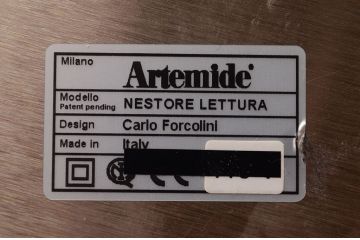 Milano Artemide®
Modello NESTORE LETTURA
Patent pending
Design Carlo Forcolini
Made in Italy